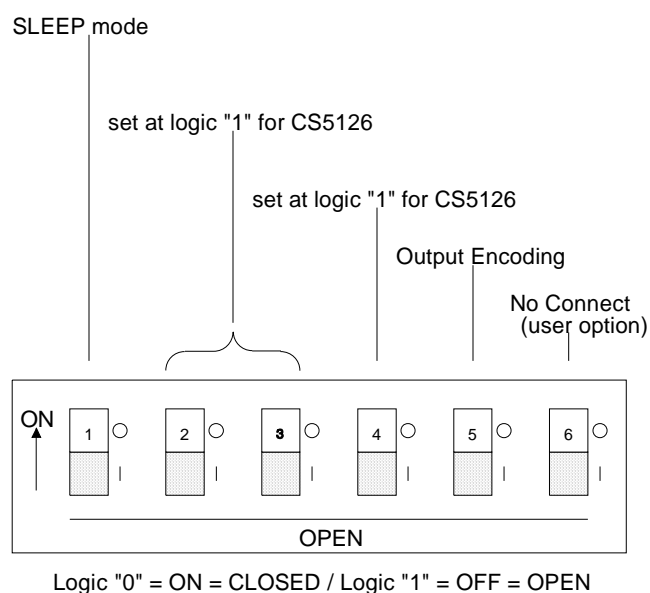 SLEEP mode
set at logic "1" for CS5126
set at logic "1" for CS5126
Output Encoding
No Connect
(user option)
ON
1 2 3 4 5 6
OPEN
Logic "0" = ON = CLOSED / Logic "1" = OFF = OPEN